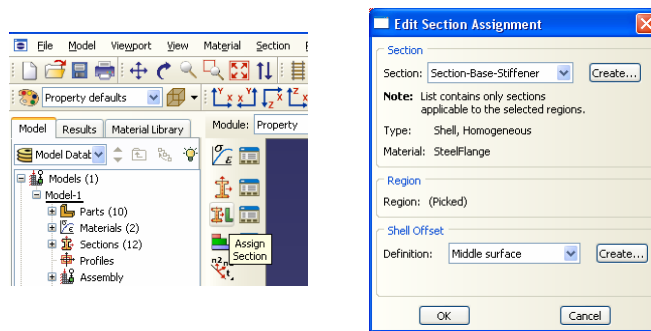 File Model Viewport View Material Section
Property defaults
Model Results Material Library
Module: Property
Model Datab
Models (1)
Model-1
Parts (10)
Materials (2)
Sections (12)
Profiles
Assembly
Assign
Section
Edit Section Assignment
Section
Section: Section-Base-Stiffener Create...
Note: List contains only sections
applicable to the selected regions.
Type: Shell, Homogeneous
Material: SteelFlange
Region
Region: (Picked)
Shell Offset
Definition: Middle surface Create...
OK Cancel